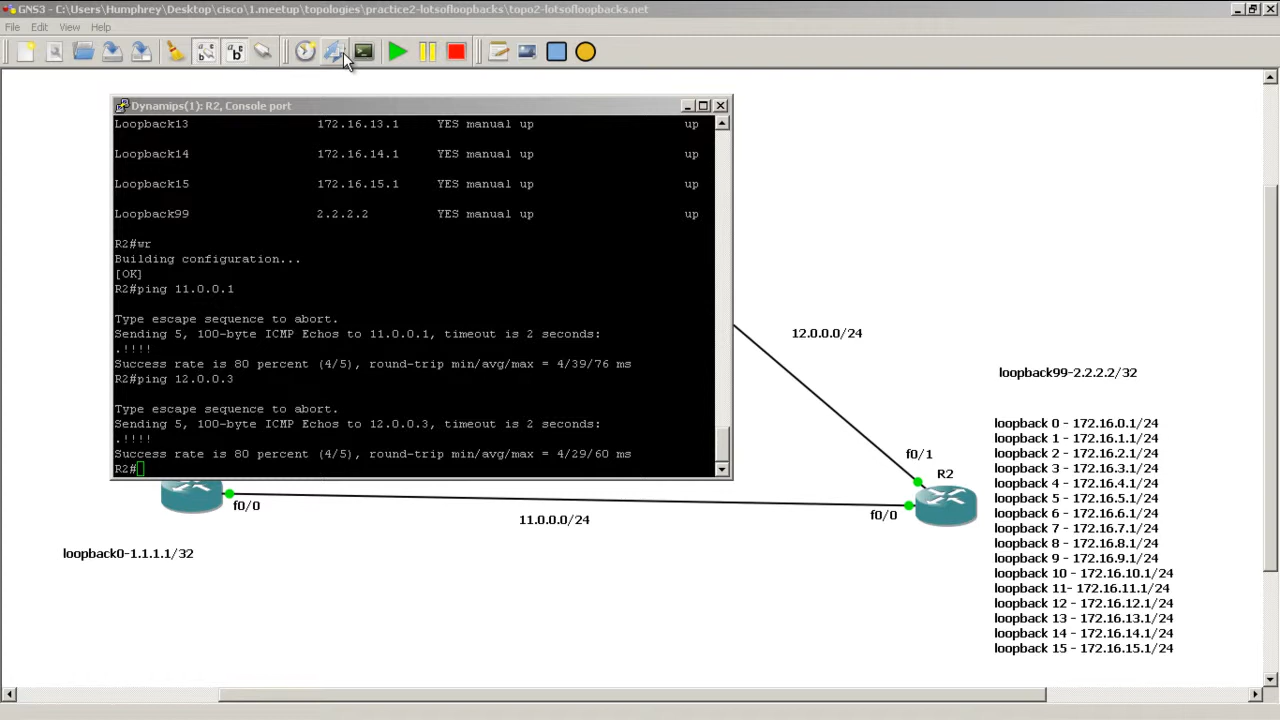 GNS3 - C:\Users\Humphrey\Desktop\cisco\1.meetup\topologies\practice2-lotsofloopbacks\topo2-lotsofloopbacks.net
File Edit View Help
Dynamips(1): R2, Console port
Loopback13 172.16.13.1 YES manual up up
Loopback14 172.16.14.1 YES manual up up
Loopback15 172.16.15.1 YES manual up up
Loopback99 2.2.2.2 YES manual up up
R2#wr
Building configuration...
[OK]
R2#ping 11.0.0.1
Type escape sequence to abort.
Sending 5, 100-byte ICMP Echos to 11.0.0.1, timeout is 2 seconds:
.!!!!
Success rate is 80 percent (4/5), round-trip min/avg/max = 4/39/76 ms
R2#ping 12.0.0.3
Type escape sequence to abort.
Sending 5, 100-byte ICMP Echos to 12.0.0.3, timeout is 2 seconds:
.!!!!
Success rate is 80 percent (4/5), round-trip min/avg/max = 4/29/60 ms
R2#
12.0.0.0/24
loopback99-2.2.2.2/32
loopback 0 - 172.16.0.1/24
loopback 1 - 172.16.1.1/24
loopback 2 - 172.16.2.1/24
loopback 3 - 172.16.3.1/24
loopback 4 - 172.16.4.1/24
loopback 5 - 172.16.5.1/24
loopback 6 - 172.16.6.1/24
loopback 7 - 172.16.7.1/24
loopback 8 - 172.16.8.1/24
loopback 9 - 172.16.9.1/24
loopback 10 - 172.16.10.1/24
loopback 11- 172.16.11.1/24
loopback 12 - 172.16.12.1/24
loopback 13 - 172.16.13.1/24
loopback 14 - 172.16.14.1/24
loopback 15 - 172.16.15.1/24
f0/1
R2
f0/0
11.0.0.0/24
f0/0
loopback0-1.1.1.1/32